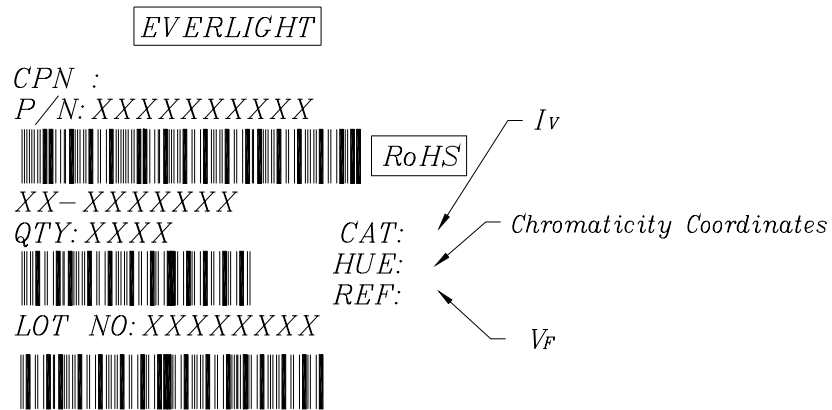 EVERLIGHT
CPN :
P/N: XXXXXXXXXX
RoHS
XX-XXXXXXX
QTY: XXXX
LOT NO: XXXXXXXX
CAT:
HUE:
REF:
IV
Chromaticity Coordinates
VF